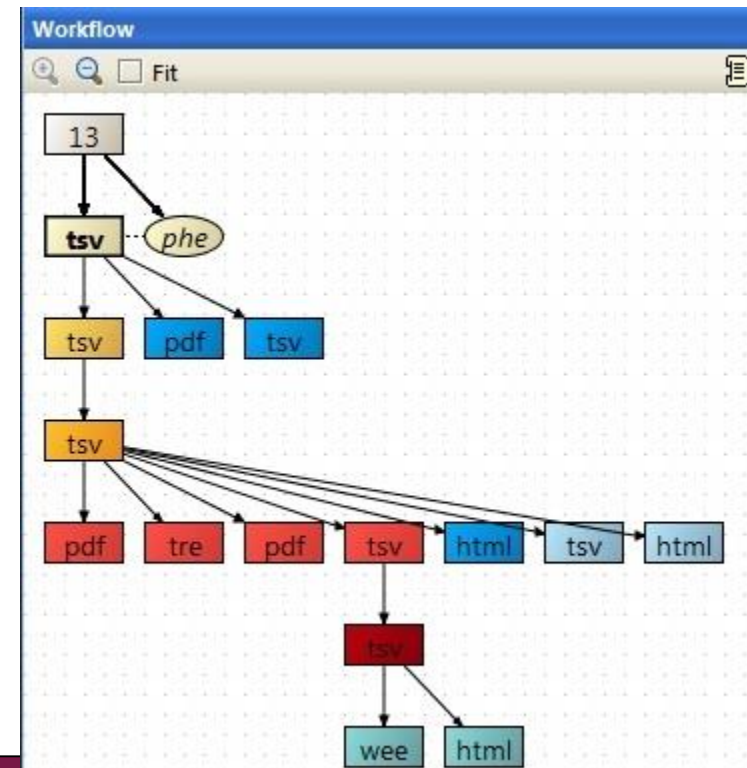 Workflow
Fit
13
tsv phe
tsv pdf tsv
tsv
pdf tre pdf tsv html tsv html
tsv
wee html